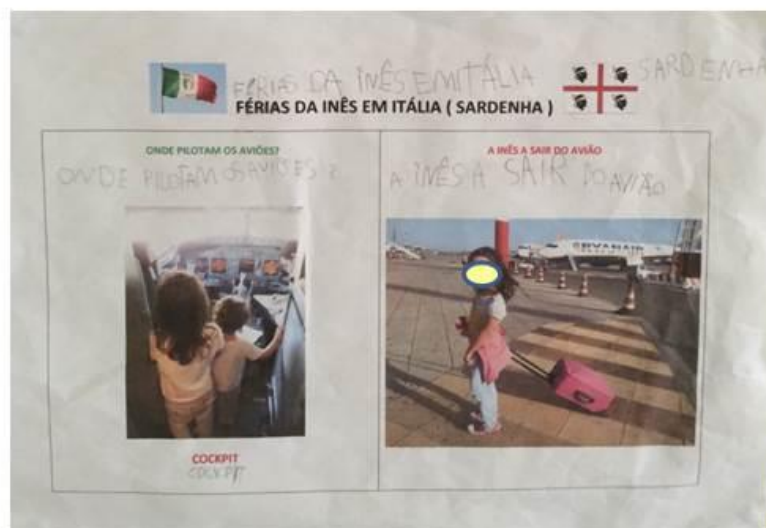 FÉRIAS DA INÊS EM ITÁLIA SARDENHA
FÉRIAS DA INÊS EM ITÁLIA ( SARDENHA )
ONDE PILOTAM OS AVIÕES?
ONDE PILOTAM OS AVIOES ?
COCKPIT
COCKPIT
A INÊS A SAIR DO AVIÃO
A INÊS A SAIR DO AVIÃO
RYANAIR